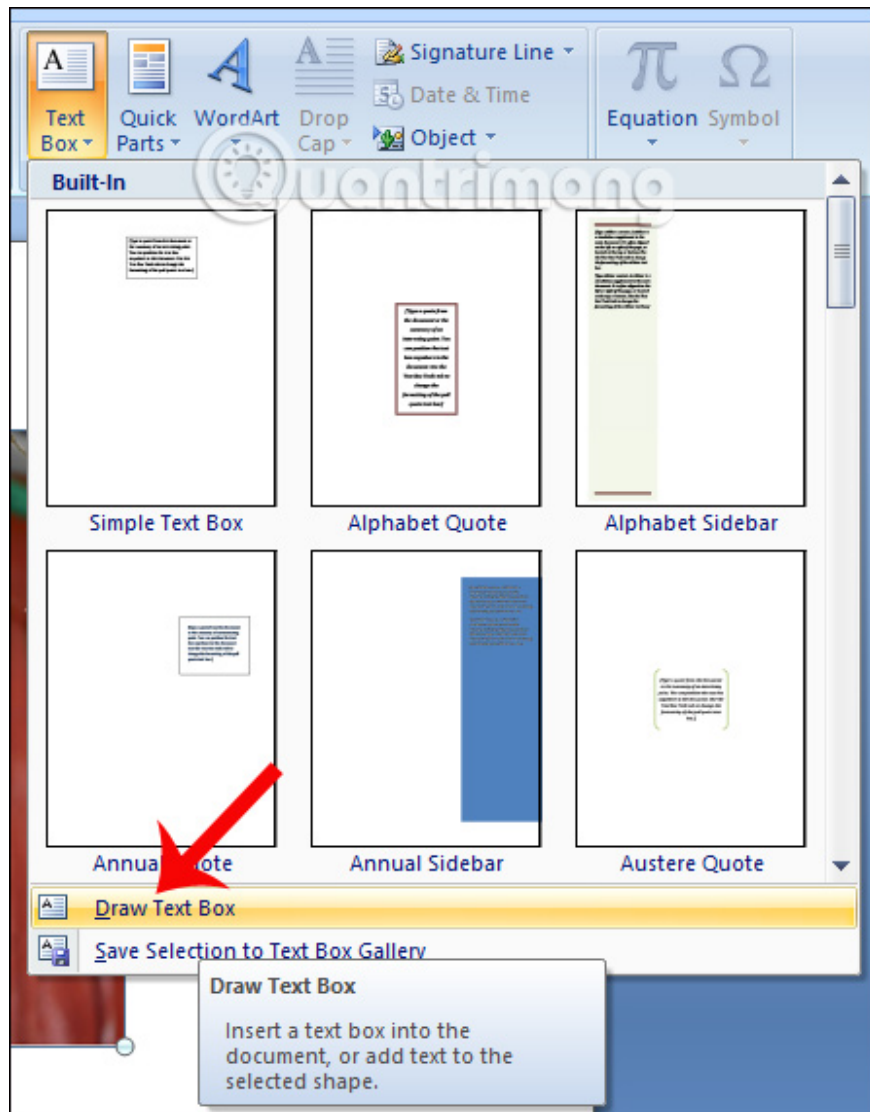 A
Text
Box
Quick
Parts
WordArt
Drop
Cap
Signature Line
Date & Time
Object
π
Equation
Ω
Symbol
Quantrimang
Built-In
Simple Text Box
Alphabet Quote
Alphabet Sidebar
Annual Sidebar
Austere Quote
Draw Text Box
Save Selection to Text Box Gallery
Draw Text Box
Insert a text box into the
document, or add text to the
selected shape.